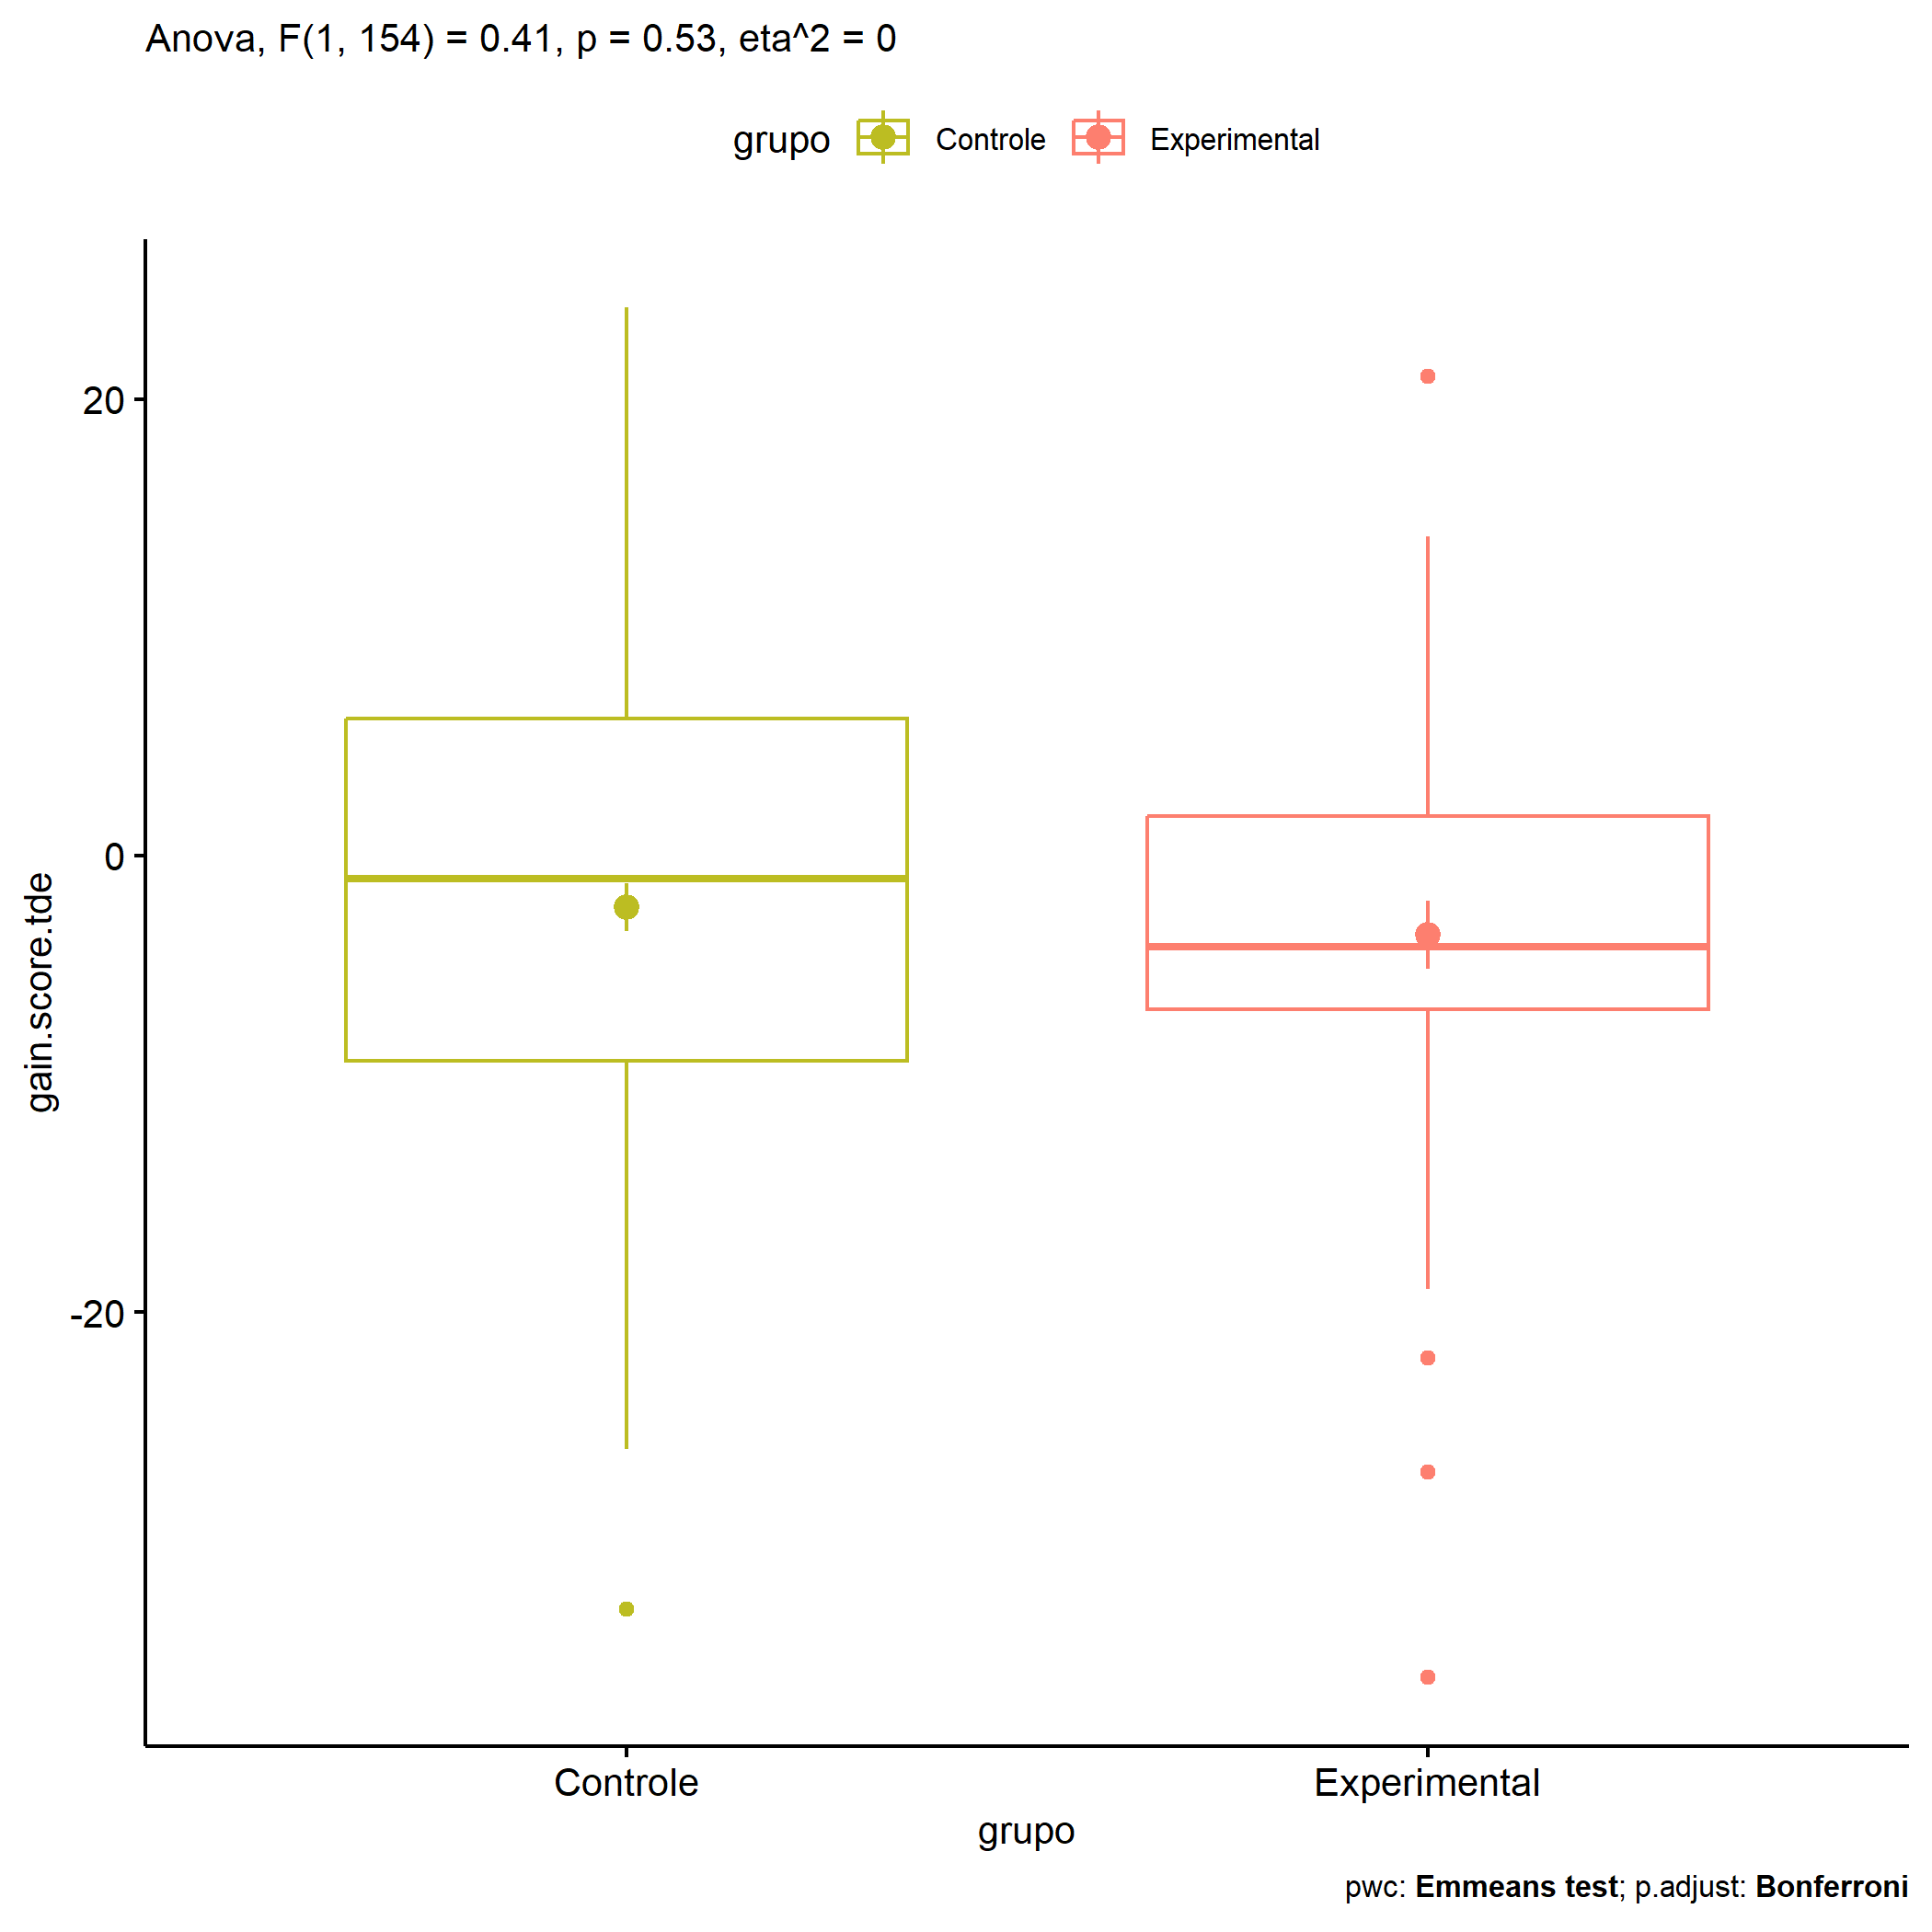 Anova, F(1, 154) = 0.41, p = 0.53, eta^2 = 0
grupo Controle Experimental
20
0
-20
gain.score.tde
Controle Experimental
grupo
pwc: Emmeans test; p.adjust: Bonferroni